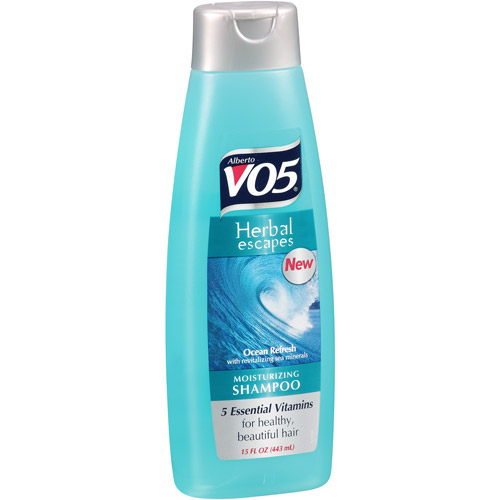 Alberto
VO5®
Herbal
escapes
New
Ocean Refresh
with revitalizing sea minerals
MOISTURIZING
SHAMPOO
5 Essential Vitamins
for healthy,
beautiful hair
15 FL OZ (443 mL)